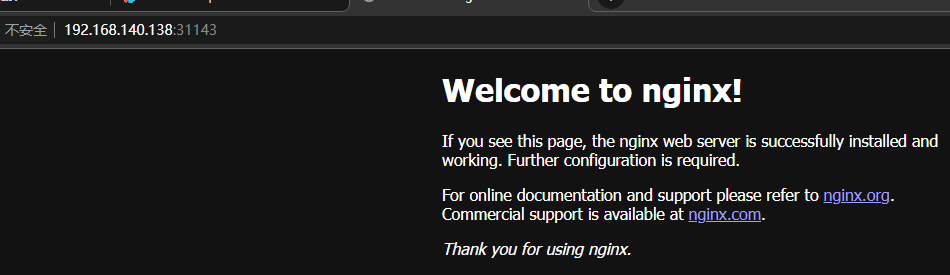 不安全 192.168.140.138:31143
Welcome to nginx!
If you see this page, the nginx web server is successfully installed and
working. Further configuration is required.
For online documentation and support please refer to nginx.org.
Commercial support is available at nginx.com.
Thank you for using nginx.